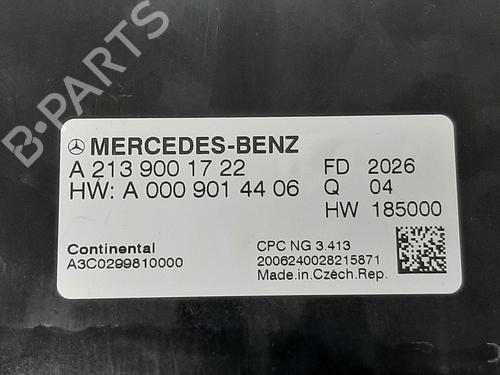 B-PARTS
MERCEDES-BENZ
A 213 900 17 22 FD 2026
HW: A 000 901 44 06 Q 04
HW 185000
Continental CPC NG 3.413
A3C0299810000 2006240028215871
Made.in.Czech.Rep.